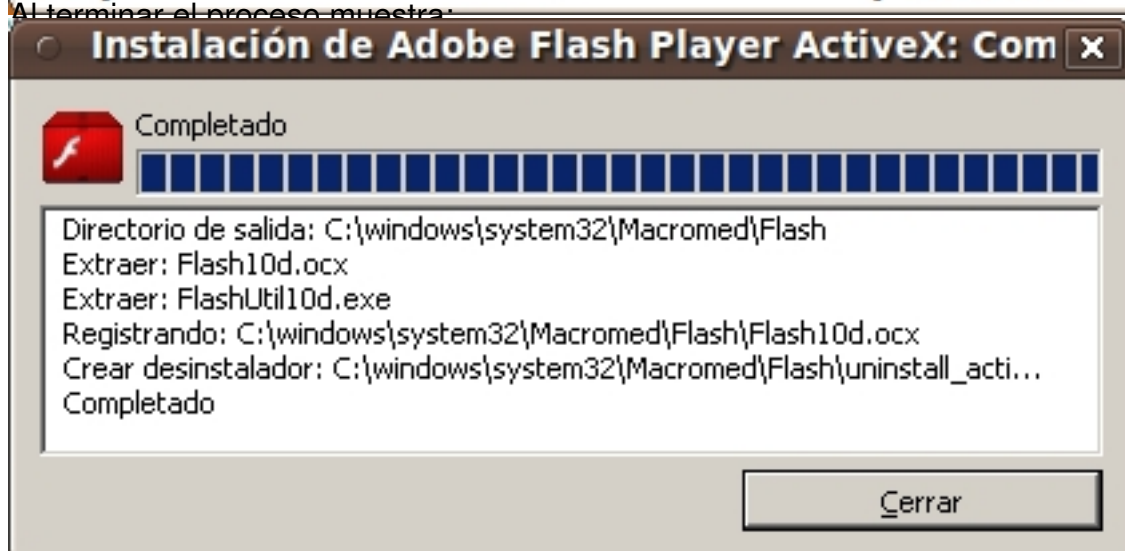 Al terminar el proceso muestra:
Instalación de Adobe Flash Player ActiveX: Com
Completado
Directorio de salida: C:\windows\system32\Macromed\Flash
Extraer: Flash10d.ocx
Extraer: FlashUtil10d.exe
Registrando: C:\windows\system32\Macromed\Flash\Flash10d.ocx
Crear desinstalador: C:\windows\system32\Macromed\Flash\uninstall_acti...
Completado
Cerrar